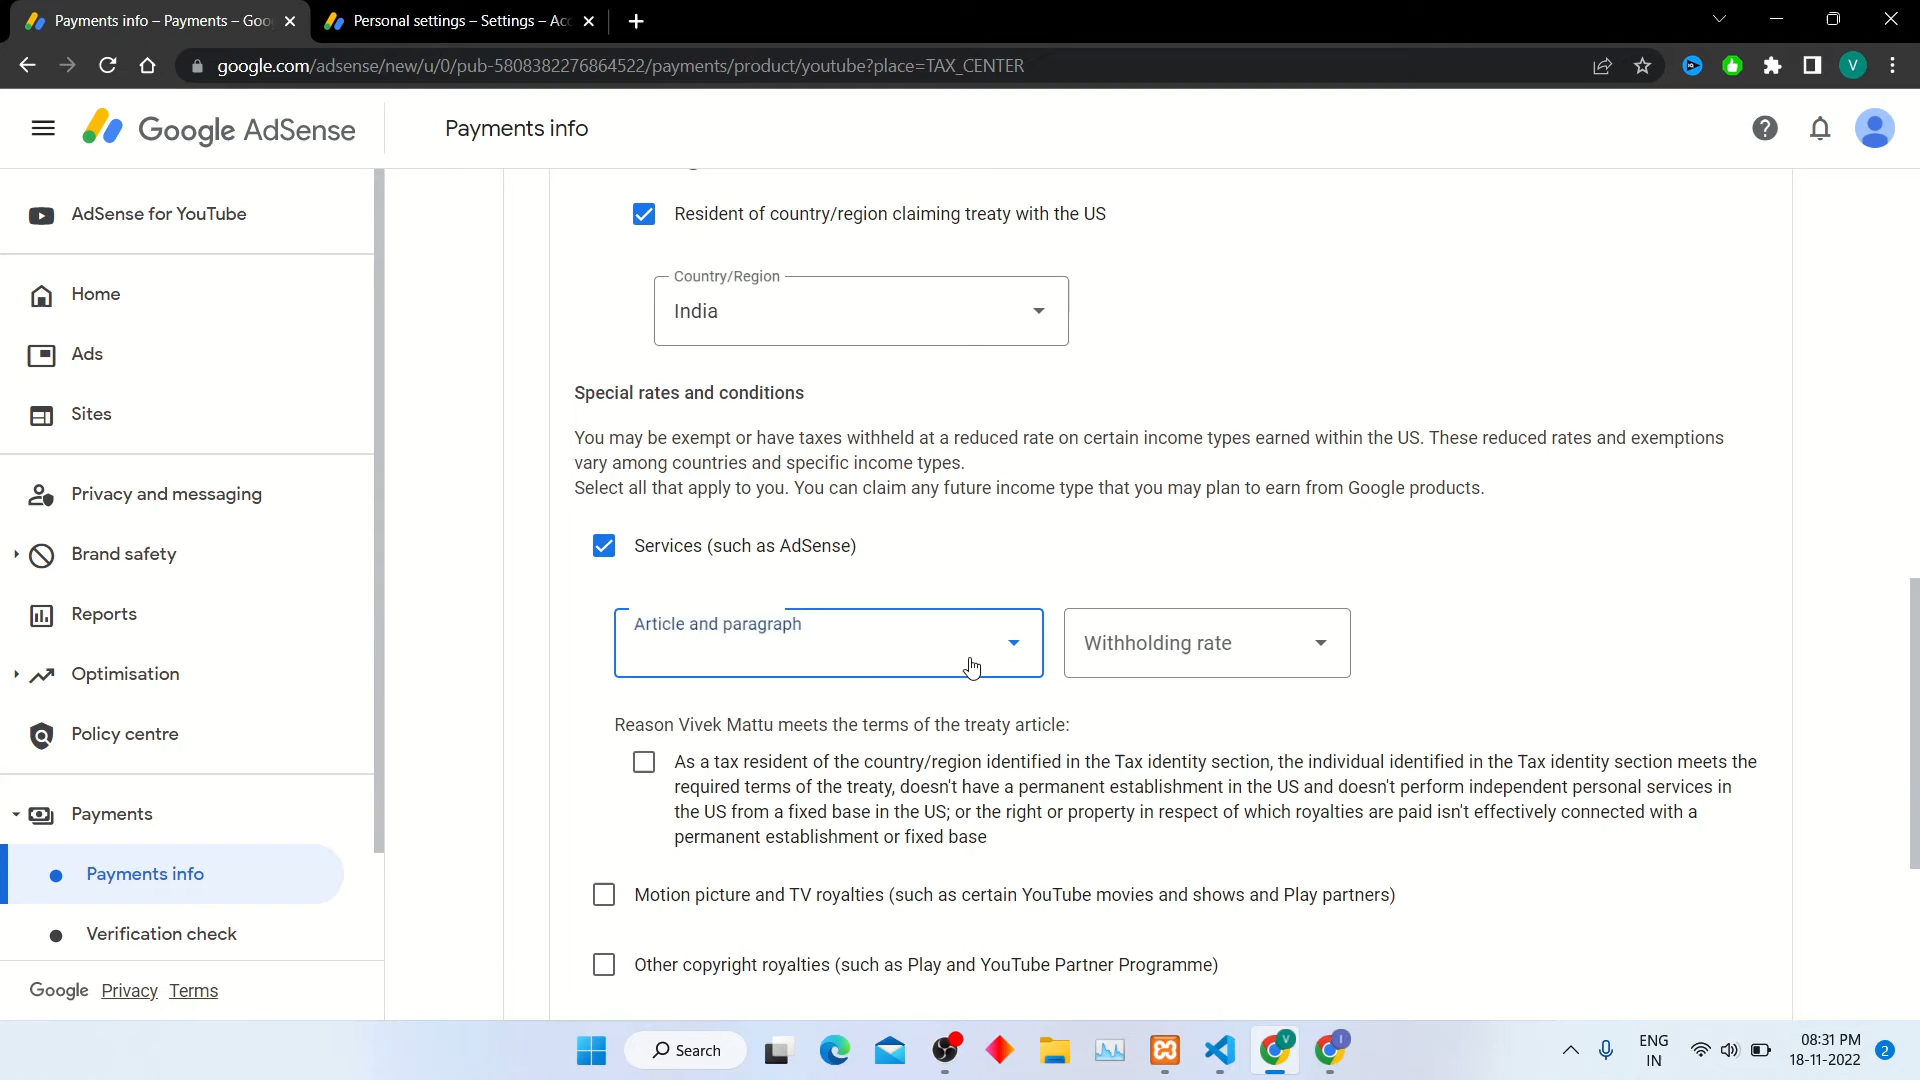 Payments info – Payments – Goo
Personal settings – Settings – Acc
google.com/adsense/new/u/0/pub-5808382276864522/payments/product/youtube?place=TAX_CENTER
V
Google AdSense
Payments info
AdSense for YouTube
Home
Ads
Sites
Privacy and messaging
Brand safety
Reports
Optimisation
Policy centre
Payments
Payments info
Verification check
Google Privacy Terms
Resident of country/region claiming treaty with the US
Country/Region
India
Special rates and conditions
You may be exempt or have taxes withheld at a reduced rate on certain income types earned within the US. These reduced rates and exemptions
vary among countries and specific income types.
Select all that apply to you. You can claim any future income type that you may plan to earn from Google products.
Services (such as AdSense)
Article and paragraph
Withholding rate
Reason Vivek Mattu meets the terms of the treaty article:
As a tax resident of the country/region identified in the Tax identity section, the individual identified in the Tax identity section meets the
required terms of the treaty, doesn't have a permanent establishment in the US and doesn't perform independent personal services in
the US from a fixed base in the US; or the right or property in respect of which royalties are paid isn't effectively connected with a
permanent establishment or fixed base
Motion picture and TV royalties (such as certain YouTube movies and shows and Play partners)
Other copyright royalties (such as Play and YouTube Partner Programme)
Search
V
I
ENG
IN
08:31 PM
18-11-2022
2